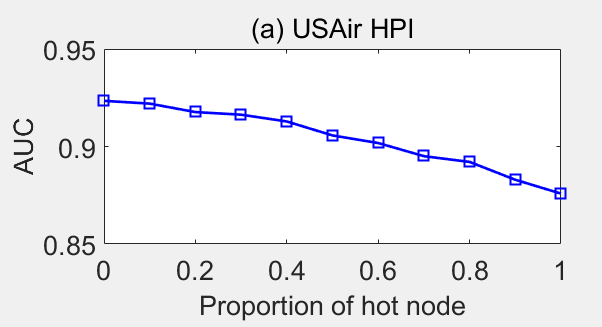 (a) USAir HPI
0.95
0.9
0.85
AUC
0 0.2 0.4 0.6 0.8 1
Proportion of hot node